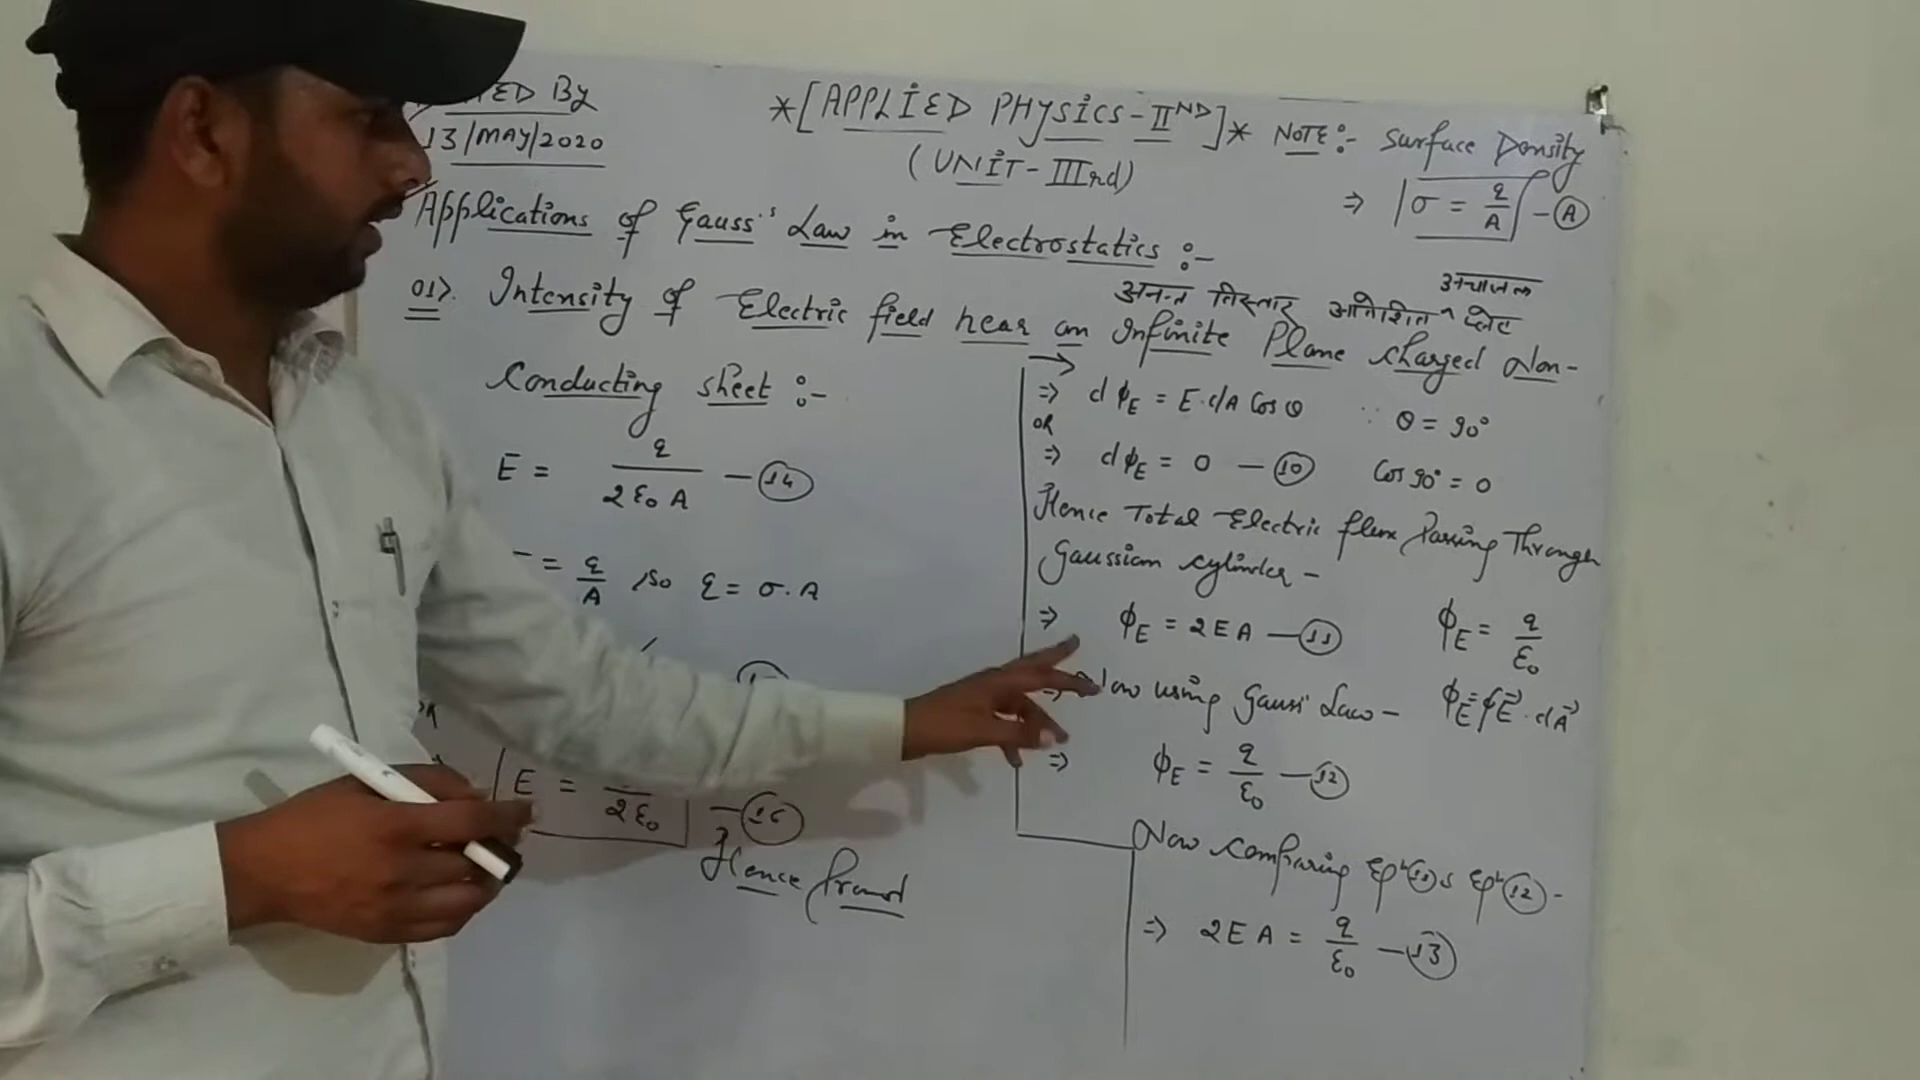 By
13/MAY/2020
*[APPLIED PHYSICS-IIND]*
(UNIT-IIIrd)
NOTE:- Surface Density
⇒ σ = q/A -(A)
Applications of Gauss's Law in Electrostatics :-
अचालक
अनन्त विस्तार आवेशित ^ प्लेट
01>. Intensity of Electric field near an Infinite Plane charged Non-
Conducting sheet :-
E = q/2ε₀A -(14)
= q/A so q = σ.A
E = /2ε₀ -(16)
Hence Proved
⇒ dϕE = E.dA Cos θ ∵ θ = 90°
OR
⇒ dϕE = 0 -(10) Cos 90° = 0
Hence Total Electric flux Passing Through
Gaussian cylinder -
⇒ ϕE = 2EA -(11) ϕE = q/ε₀
⇒ Now using Gauss' Law - ϕE = ∮E⃗.dA⃗
⇒ ϕE = q/ε₀ -(12)
Now Comparing Eqⁿ(11) & Eqⁿ(12) -
⇒ 2EA = q/ε₀ -(13)